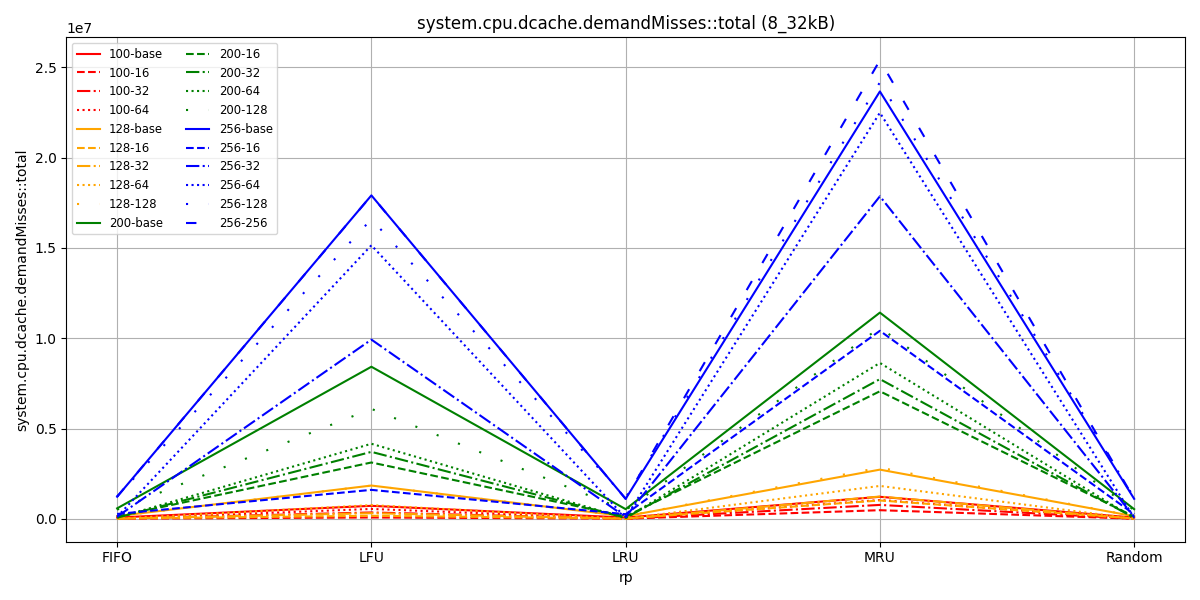 system.cpu.dcache.demandMisses::total (8_32kB)
1e7
100-base
100-16
100-32
100-64
128-base
128-16
128-32
128-64
128-128
200-base
200-16
200-32
200-64
200-128
256-base
256-16
256-32
256-64
256-128
256-256
2.5
2.0
1.5
1.0
0.5
0.0
system.cpu.dcache.demandMisses::total
FIFO LFU LRU MRU Random
rp